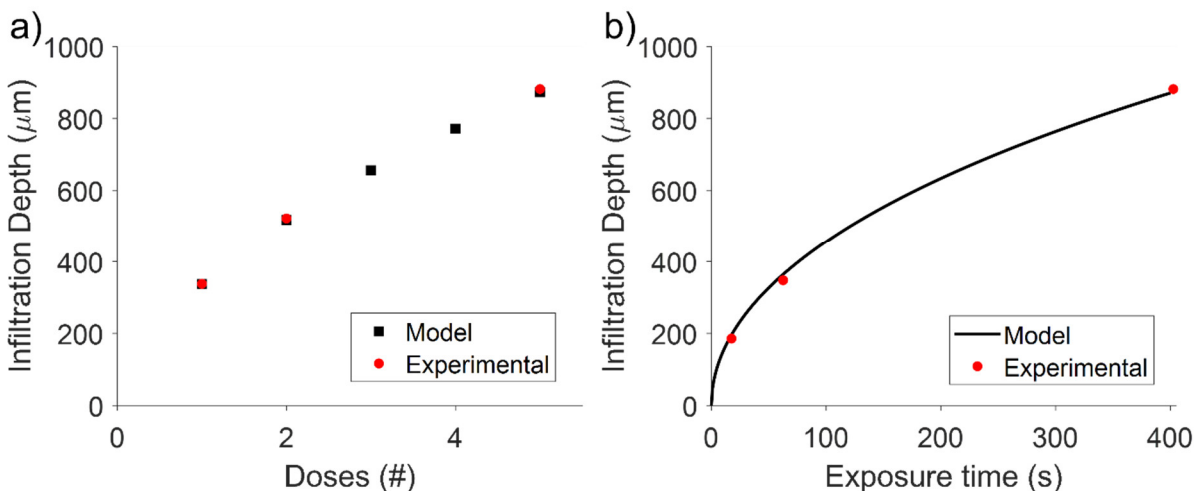 a)
1000
800
600
400
200
0
Infiltration Depth (μm)
Model
Experimental
0
2
4
Doses (#)
b)
1000
800
600
400
200
0
Infiltration Depth (μm)
Model
Experimental
0
100
200
300
400
Exposure time (s)